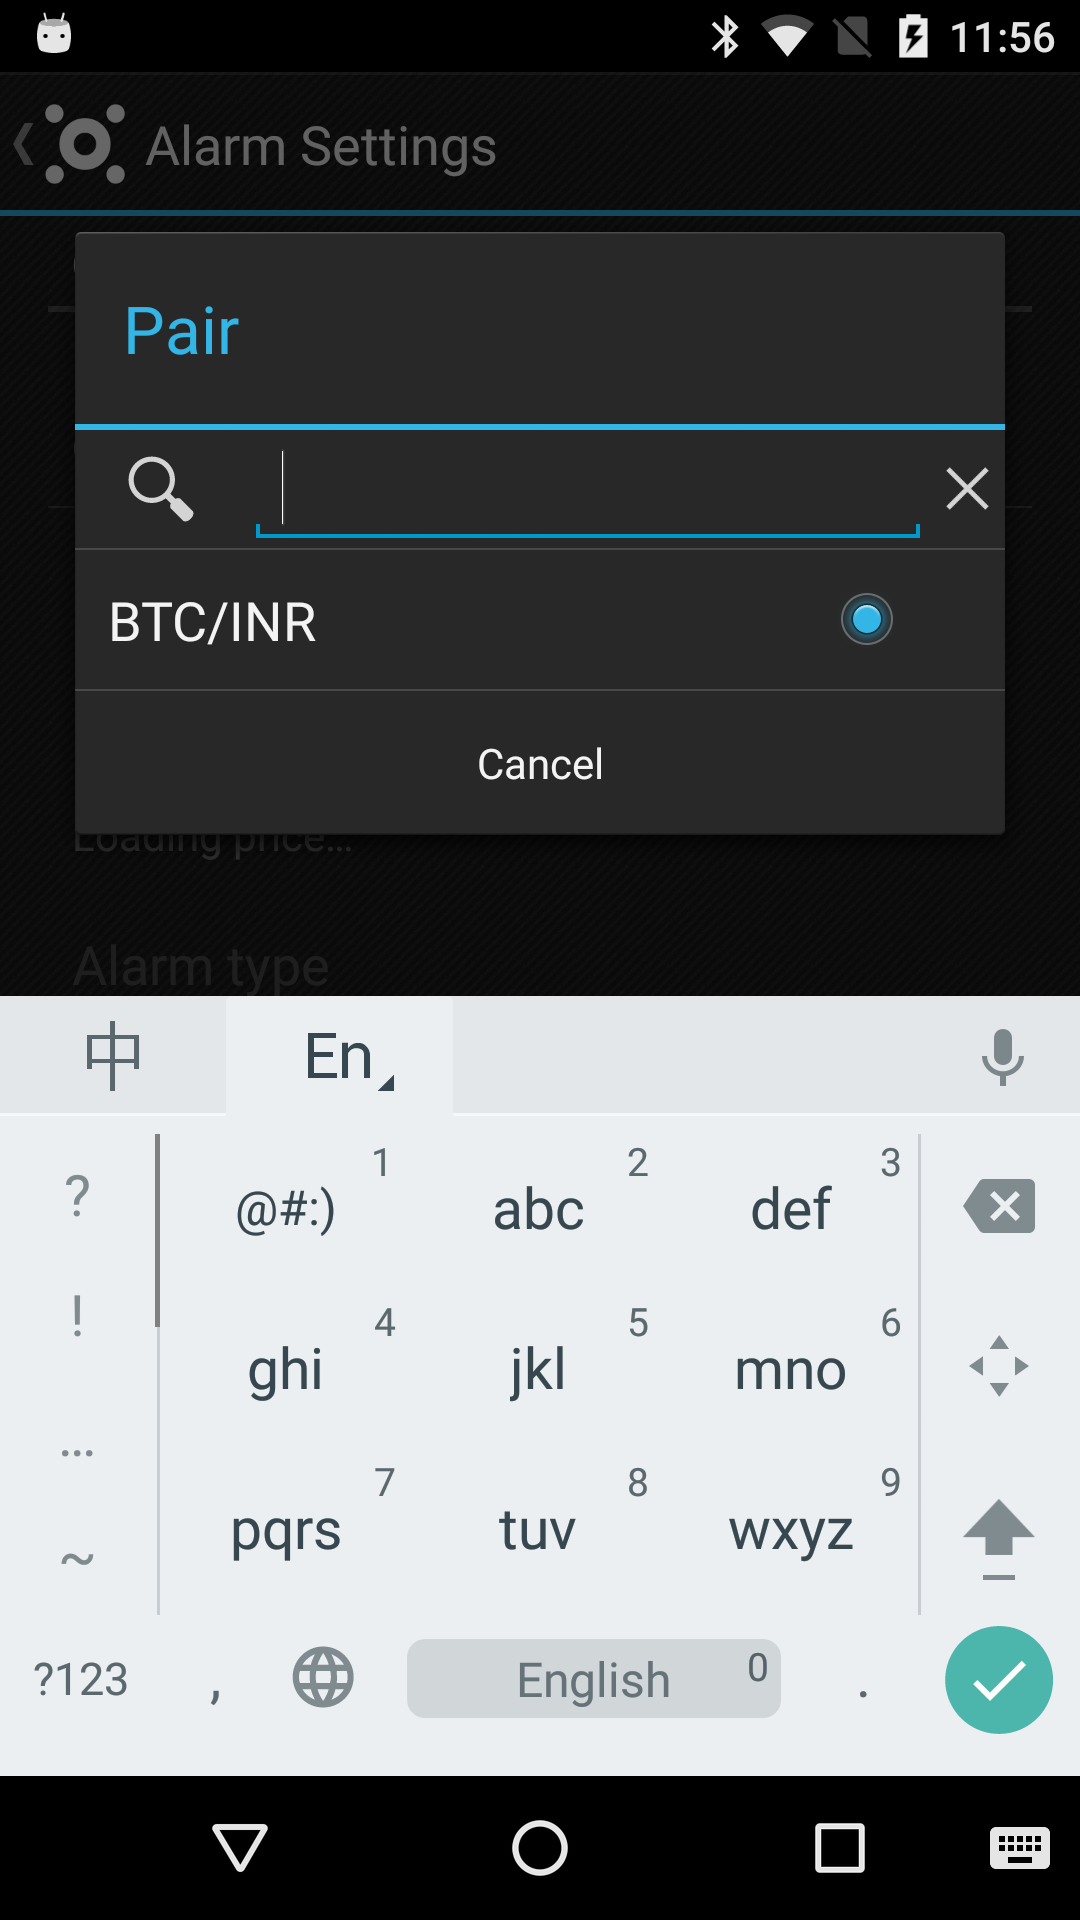 11:56
Alarm Settings
Pair
BTC/INR
Cancel
Loading price...
Alarm type
中 En
? @#:) 1 abc 2 def 3
! ghi 4 jkl 5 mno 6
... pqrs 7 tuv 8 wxyz 9
~
?123 , English 0 .